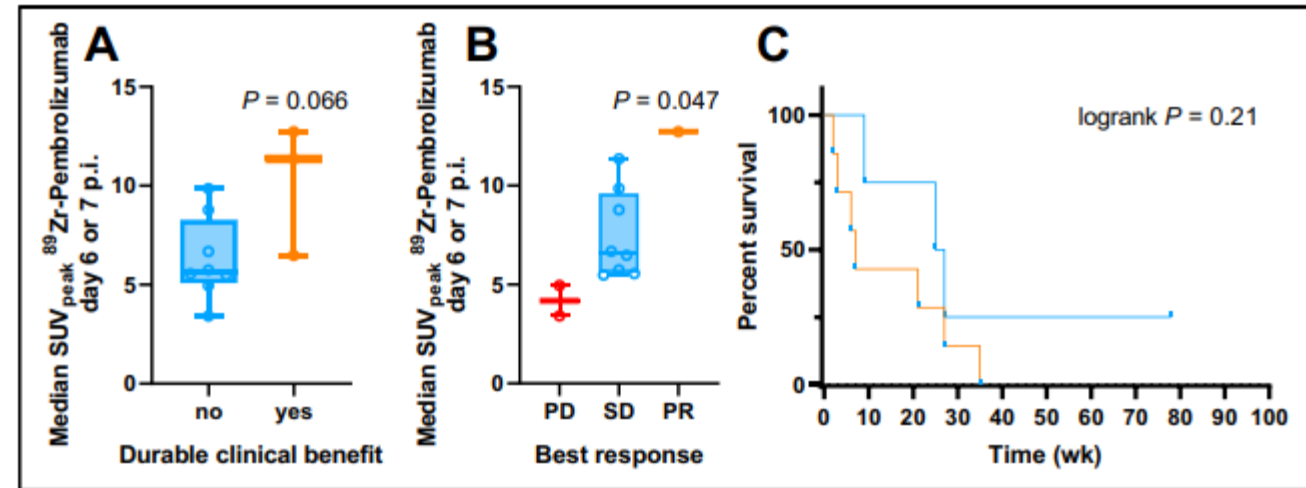 A
Median SUVpeak 89Zr-Pembrolizumab
day 6 or 7 p.i.
15
10
5
0
P = 0.066
no yes
Durable clinical benefit
B
Median SUVpeak 89Zr-Pembrolizumab
day 6 or 7 p.i.
15
10
5
0
P = 0.047
PD SD PR
Best response
C
Percent survival
100
50
0
logrank P = 0.21
0 10 20 30 40 50 60 70 80 90 100
Time (wk)